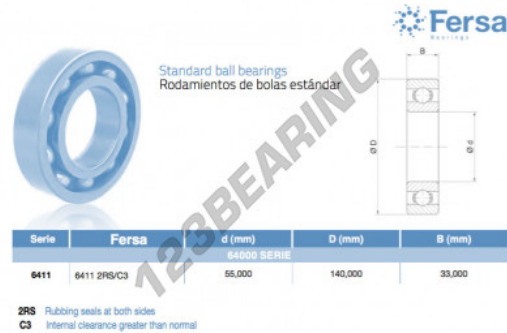 Fersa
Bearings
Standard ball bearings
Rodamientos de bolas estándar
B
Ø D
Ø d
123BEARING
Serie Fersa d (mm) D (mm) B (mm)
64000 SERIE
6411 6411 2RS/C3 55,000 140,000 33,000
2RS Rubbing seals at both sides
C3 Internal clearance greater than normal